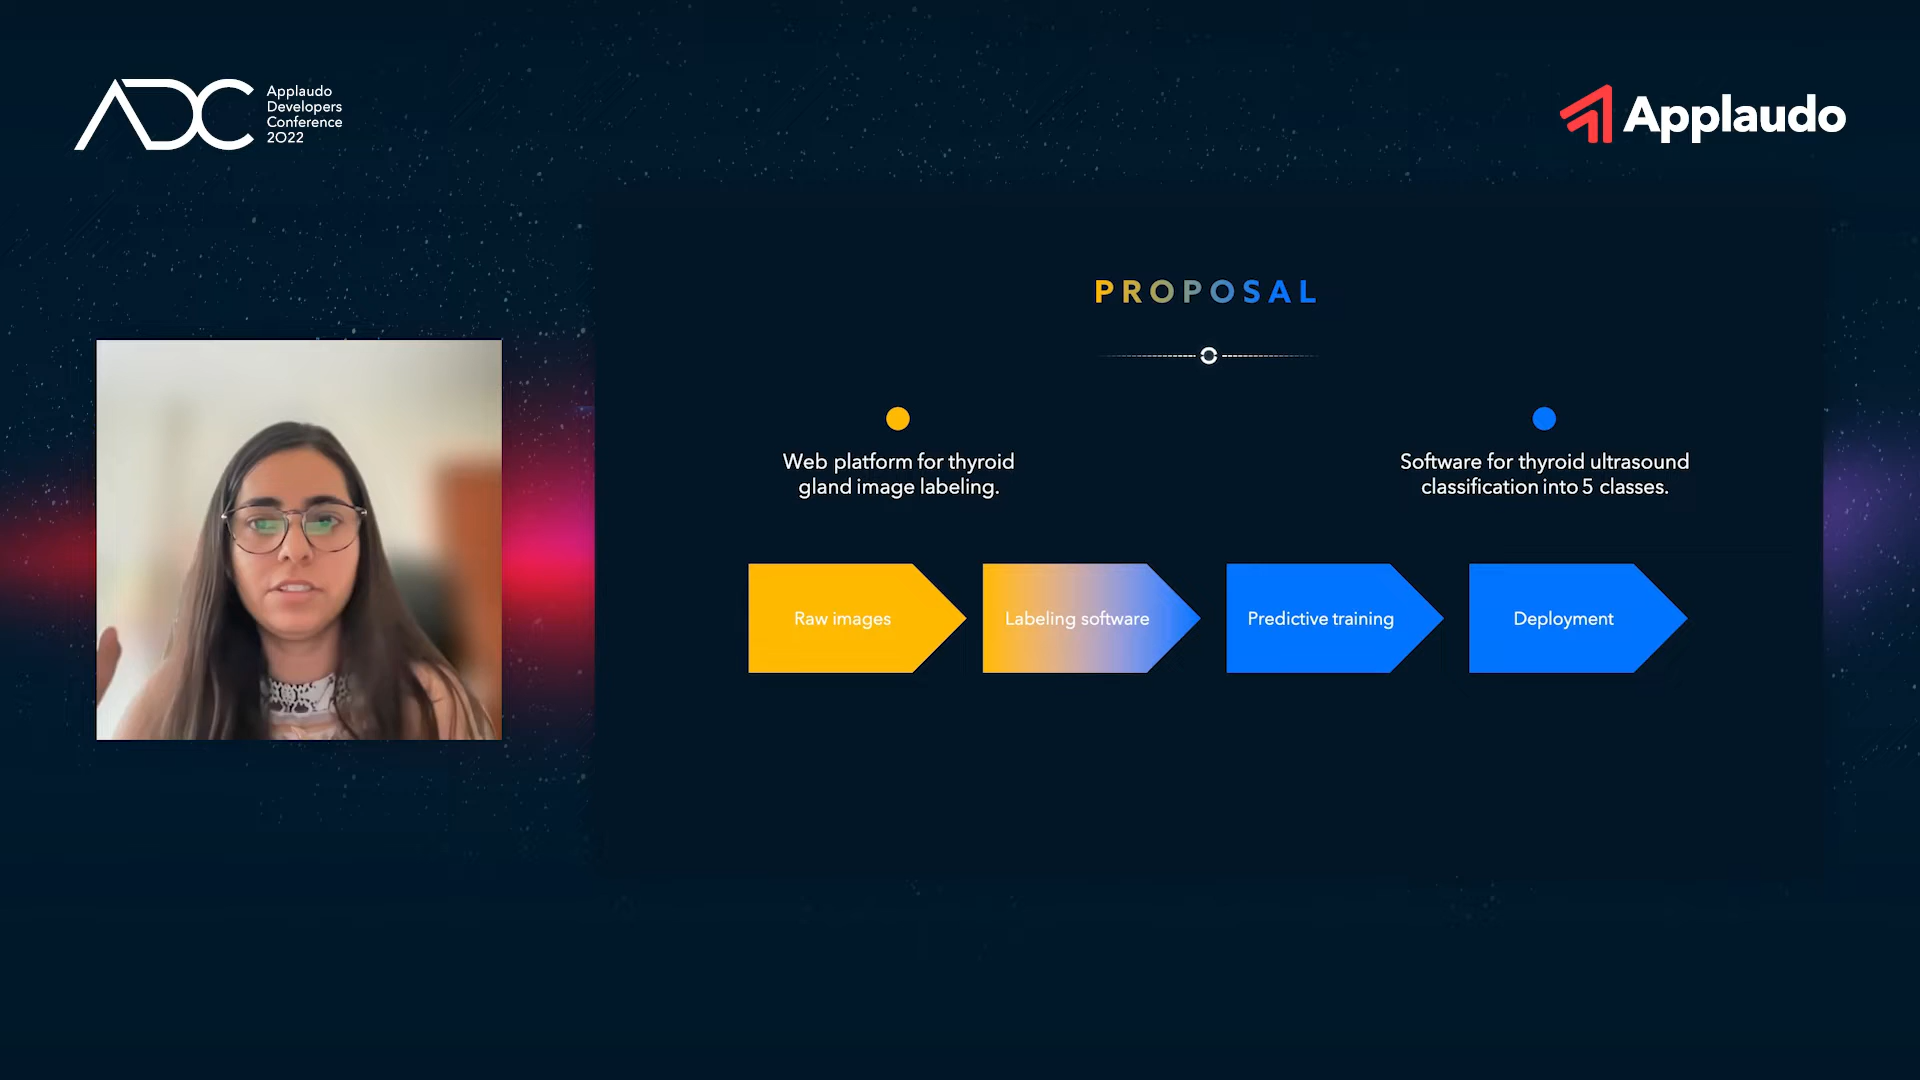 Applaudo
Developers
Conference
2022
ADC
Applaudo
PROPOSAL
Web platform for thyroid
gland image labeling.
Software for thyroid ultrasound
classification into 5 classes.
Raw images
Labeling software
Predictive training
Deployment